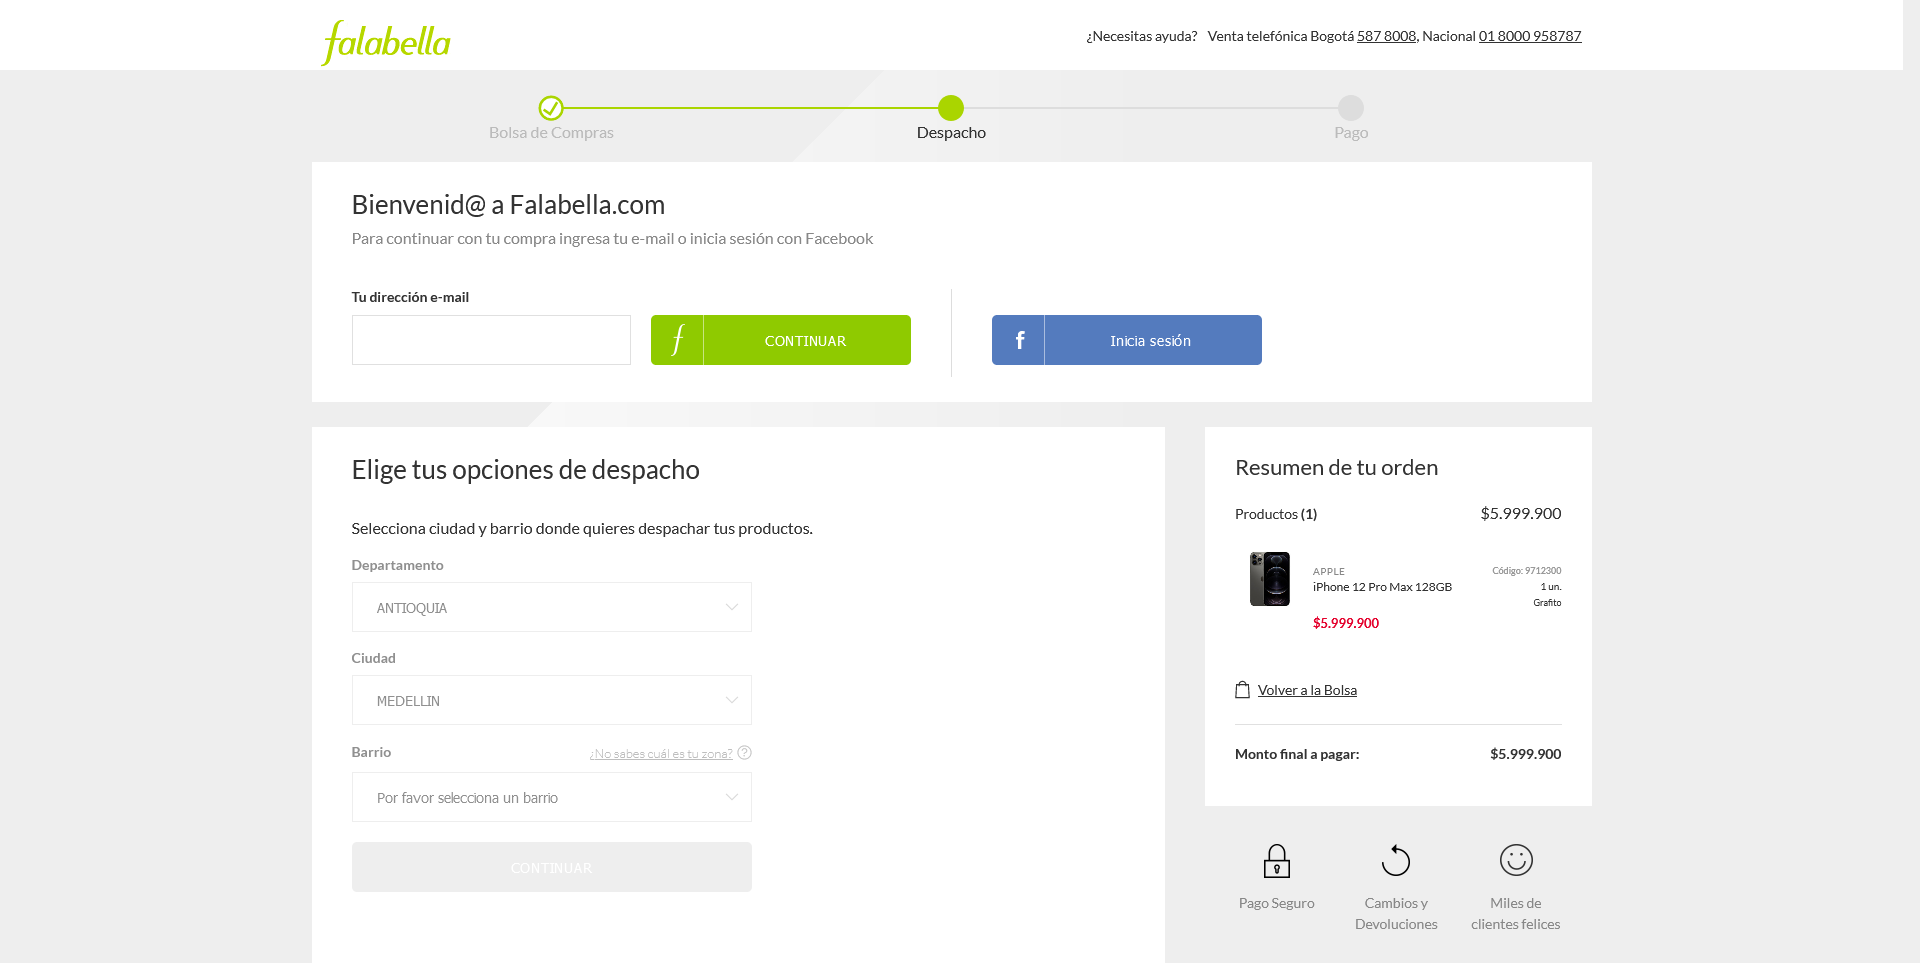 falabella
¿Necesitas ayuda? Venta telefónica Bogotá 587 8008, Nacional 01 8000 958787
Bolsa de Compras
Despacho
Pago
Bienvenid@ a Falabella.com
Para continuar con tu compra ingresa tu e-mail o inicia sesión con Facebook
Tu dirección e-mail
f CONTINUAR
f Inicia sesión
Elige tus opciones de despacho
Selecciona ciudad y barrio donde quieres despachar tus productos.
Departamento
ANTIOQUIA
Ciudad
MEDELLIN
Barrio
¿No sabes cuál es tu zona? ?
Por favor selecciona un barrio
CONTINUAR
Resumen de tu orden
Productos (1) $5.999.900
APPLE
iPhone 12 Pro Max 128GB
$5.999.900
Código: 9712300
1 un.
Grafito
Volver a la Bolsa
Monto final a pagar: $5.999.900
Pago Seguro
Cambios y
Devoluciones
Miles de
clientes felices